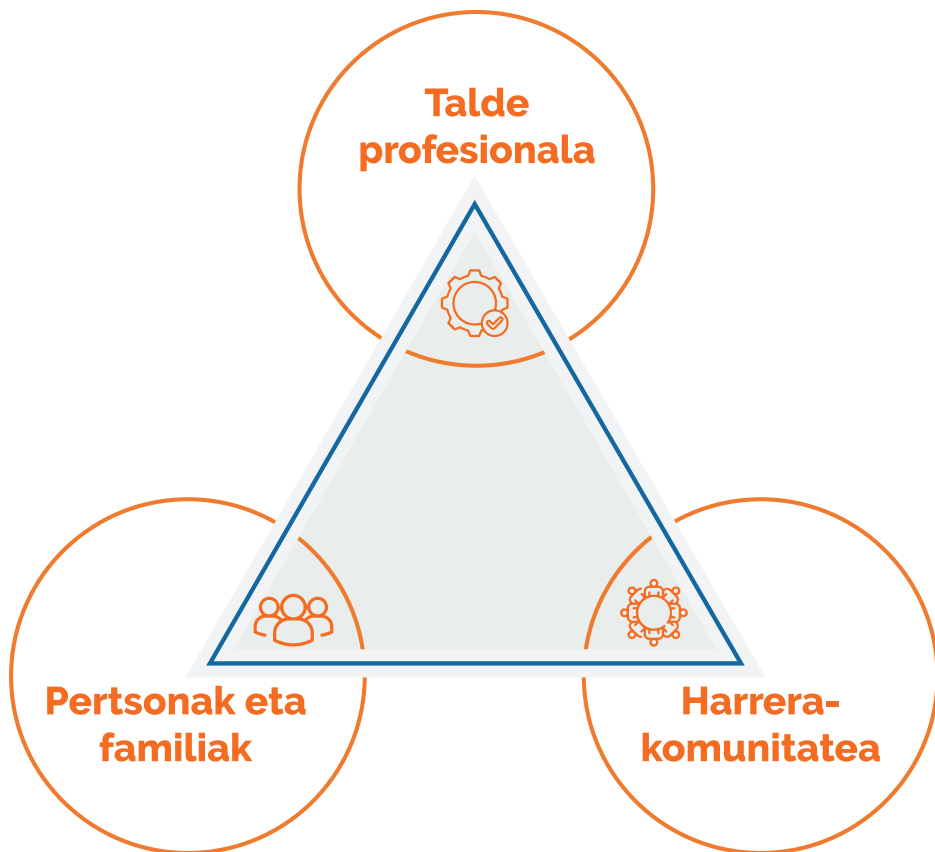 Talde
profesionala
Pertsonak eta
familiak
Harrera-
komunitatea